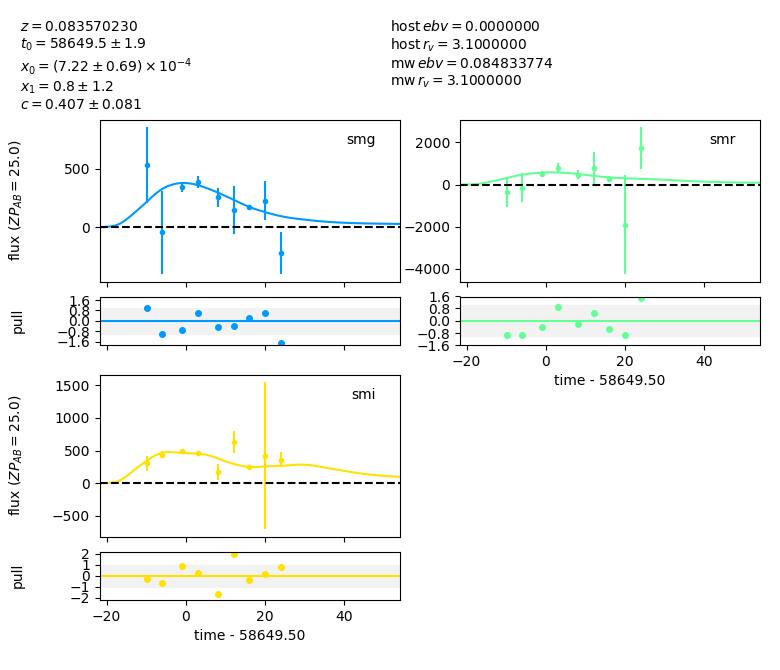 z = 0.083570230
t₀ = 58649.5 ± 1.9
x₀ = (7.22 ± 0.69) × 10⁻⁴
x₁ = 0.8 ± 1.2
c = 0.407 ± 0.081
host ebv = 0.0000000
host r_v = 3.1000000
mw ebv = 0.084833774
mw r_v = 3.1000000
flux (ZP_AB = 25.0)
500
0
smg
pull
1.6
0.8
0.0
−0.8
−1.6
2000
0
−2000
−4000
smr
1.6
0.8
0.0
−0.8
−1.6
−20 0 20 40
time - 58649.50
flux (ZP_AB = 25.0)
1500
1000
500
0
−500
smi
pull
2
1
0
−1
−2
−20 0 20 40
time - 58649.50